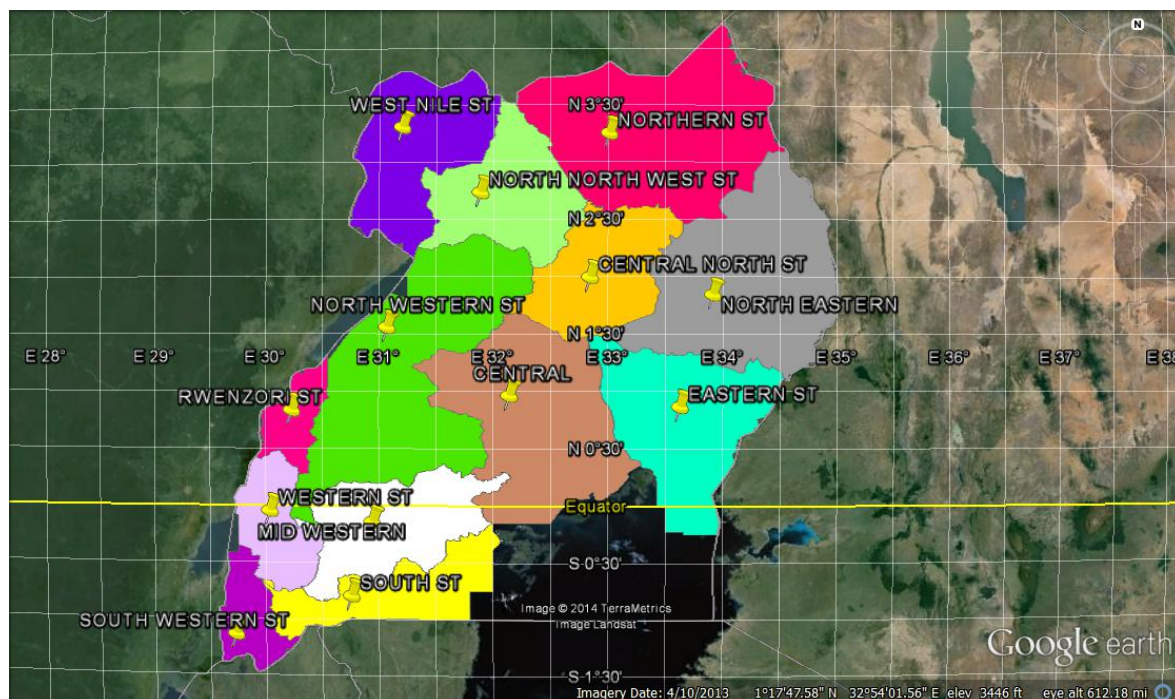 N
WEST NILE ST
N 3°30'
NORTHERN ST
NORTH NORTH WEST ST
N 2°30'
CENTRAL NORTH ST
NORTH WESTERN ST
NORTH EASTERN
N 1°30'
E 28°
E 29°
E 30°
E 31°
E 32°
E 33°
E 34°
E 35°
E 36°
E 37°
CENTRAL
RWENZORI ST
EASTERN ST
N 0°30'
WESTERN ST
Equator
MID WESTERN
S 0°30'
SOUTH ST
Image © 2014 TerraMetrics
SOUTH WESTERN ST
Image Landsat
Google earth
S 1°30'
Imagery Date: 4/10/2013 1°17'47.58" N 32°54'01.56" E elev 3446 ft eye alt 612.18 mi